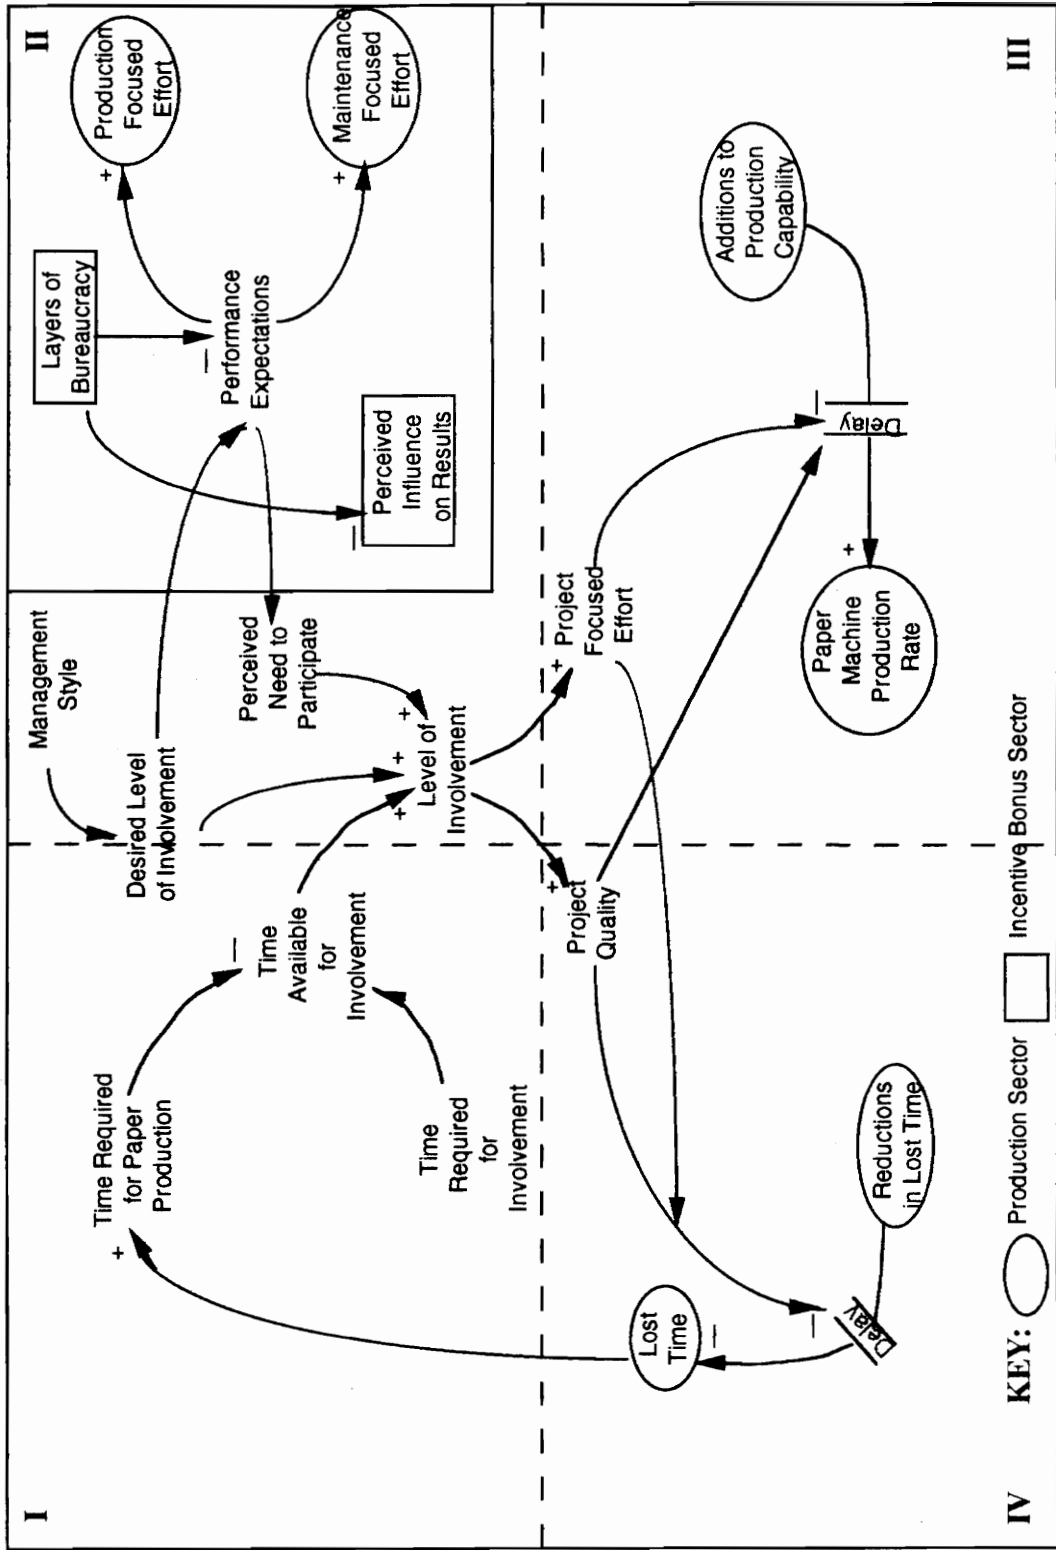 I
II
Management
Style
Layers of
Bureaucracy
Production
Focused
Effort
+
Time Required
for Paper
Production
+
Desired Level
of Involvement
—
Performance
Expectations
Time
Available
for
Involvement
—
Perceived
Need to
Participate
Maintenance
Focused
Effort
+
—
Perceived
Influence
on Results
Time
Required
for
Involvement
+
+
+
Level of
Involvement
+
Project
Quality
+
Project
Focused
Effort
Lost
Time
—
—
Delay
Reductions
in Lost Time
Additions to
Production
Capability
—
Delay
+
Paper
Machine
Production
Rate
IV
KEY:
Production Sector
Incentive Bonus Sector
III